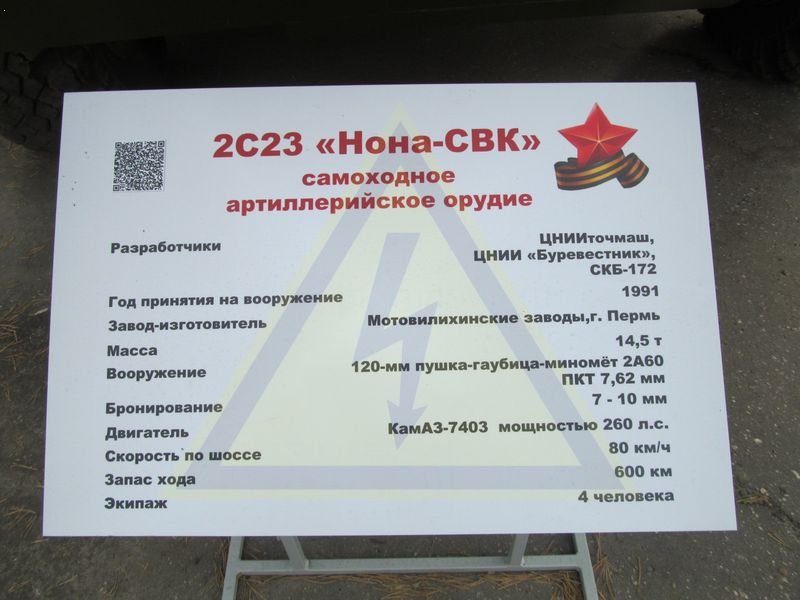 2С23 «Нона-СВК»
самоходное
артиллерийское орудие
Разработчики ЦНИИточмаш,
ЦНИИ «Буревестник»,
СКБ-172
Год принятия на вооружение 1991
Завод-изготовитель Мотовилихинские заводы,г. Пермь
Масса 14,5 т
Вооружение 120-мм пушка-гаубица-миномёт 2А60
ПКТ 7,62 мм
Бронирование 7 - 10 мм
Двигатель КамАЗ-7403 мощностью 260 л.с.
Скорость по шоссе 80 км/ч
Запас хода 600 км
Экипаж 4 человека